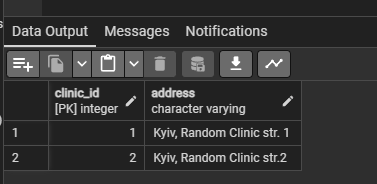 Data Output Messages Notifications
clinic_id address
[PK] integer character varying
1 1 Kyiv, Random Clinic str. 1
2 2 Kyiv, Random Clinic str.2